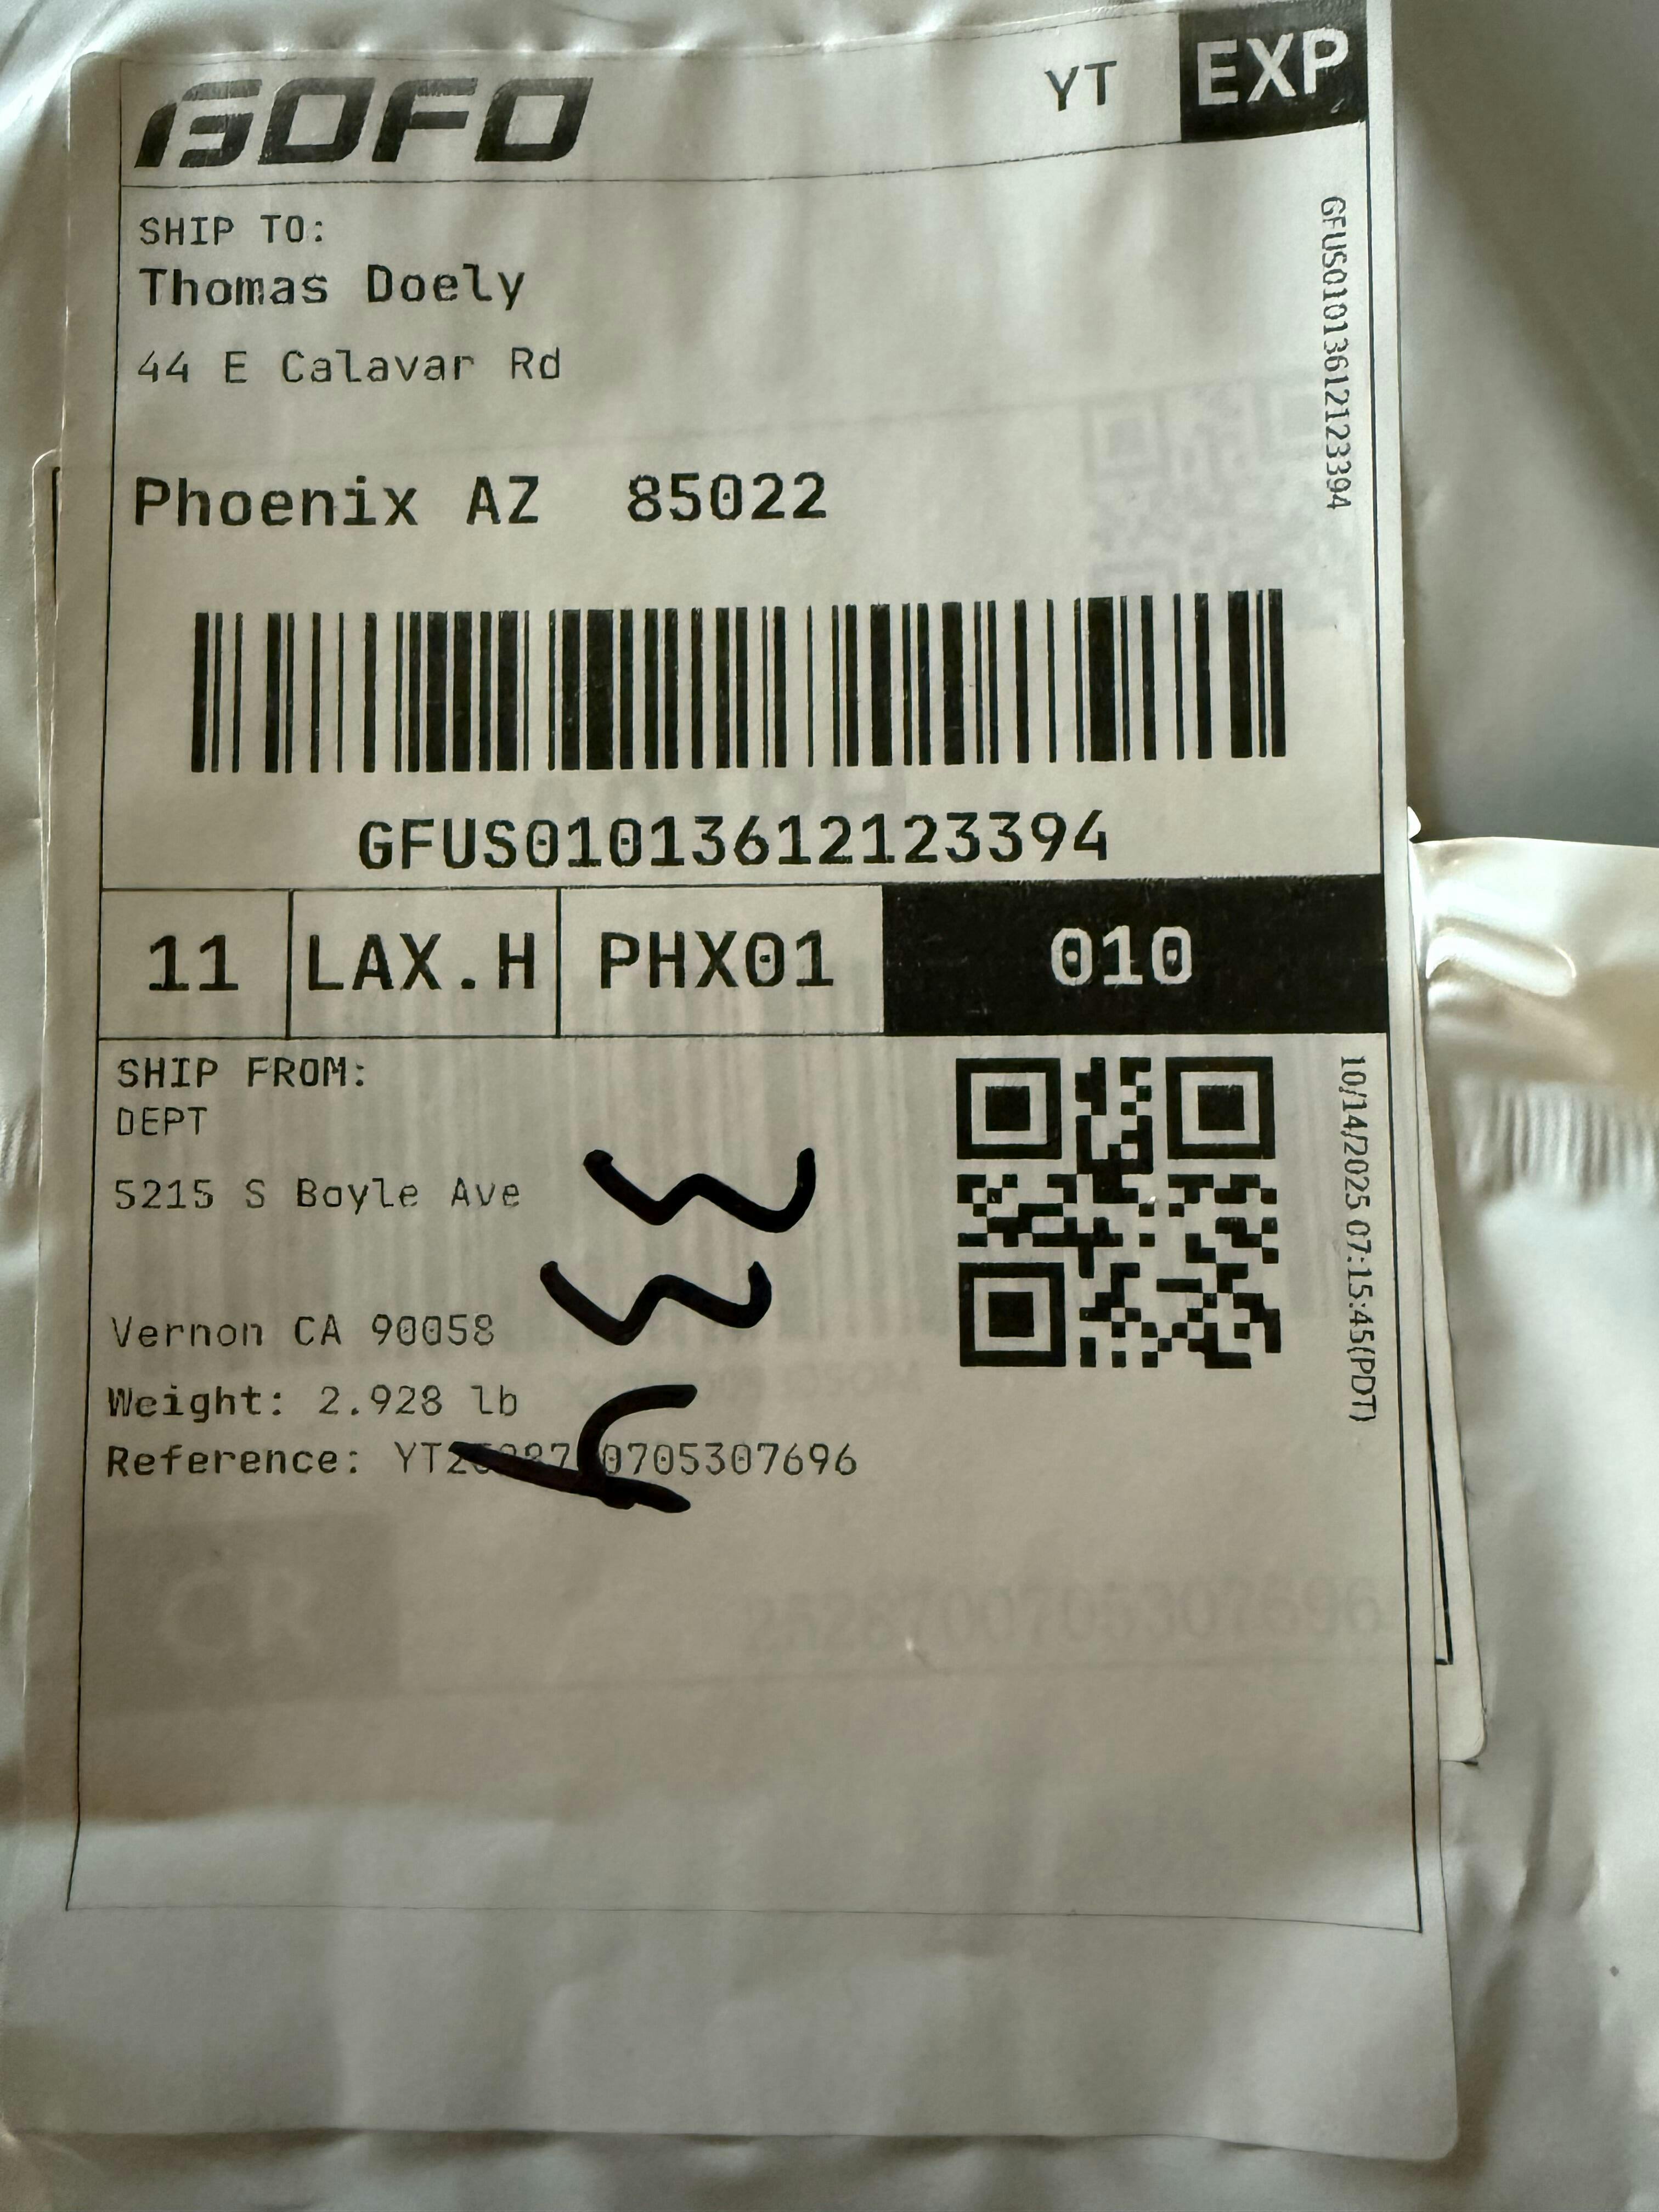 GOFO
YT
EXP
SHIP TO:
Thomas Doely
44 E Calavar Rd
Phoenix AZ 85022
GFUS01013612123394
GFUS01013612123394
11
LAX.H
PHX01
010
SHIP FROM:
DEPT
5215 S Boyle Ave
Vernon CA 90058
Weight: 2.928 lb
Reference:
10/14/2025 07:15:45(PDT)